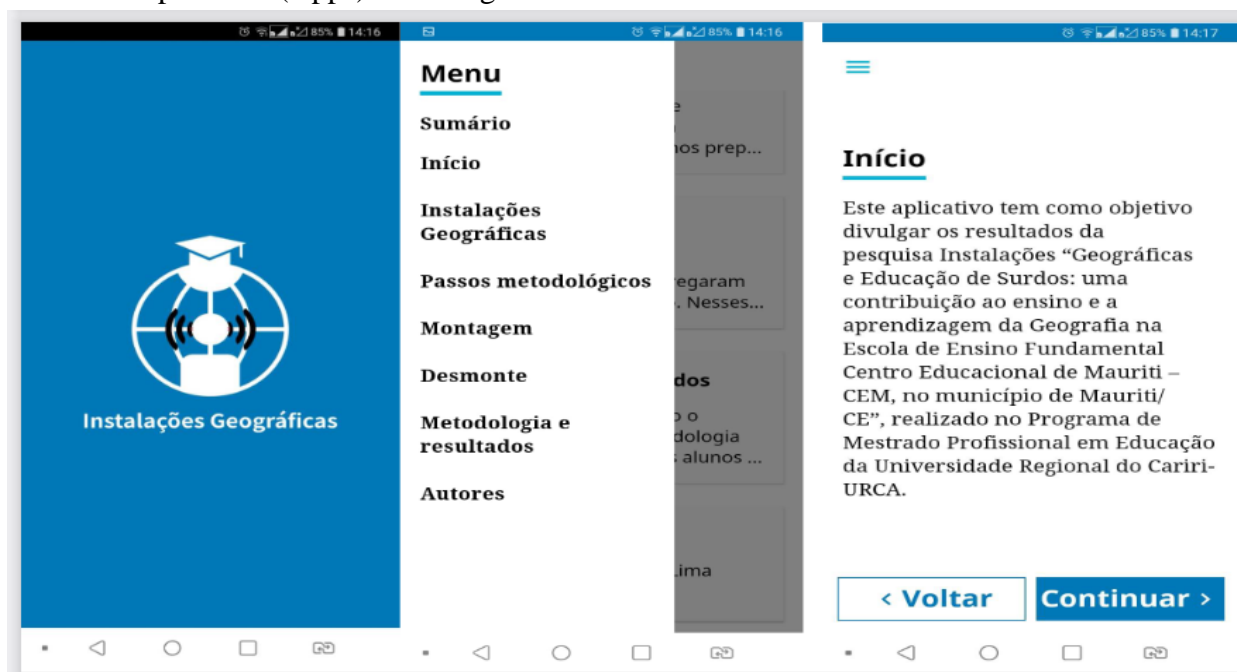 85% 14:16
Instalações Geográficas
85% 14:16
Menu
Sumário
Início
Instalações
Geográficas
Passos metodológicos
Montagem
Desmonte
Metodologia e
resultados
Autores
e
nos prep...
egaram
. Nesses...
dos
o o
dologia
s alunos ...
Lima
85% 14:17
Início
Este aplicativo tem como objetivo
divulgar os resultados da
pesquisa Instalações “Geográficas
e Educação de Surdos: uma
contribuição ao ensino e a
aprendizagem da Geografia na
Escola de Ensino Fundamental
Centro Educacional de Mauriti –
CEM, no município de Mauriti/
CE”, realizado no Programa de
Mestrado Profissional em Educação
da Universidade Regional do Cariri-
URCA.
< Voltar
Continuar >